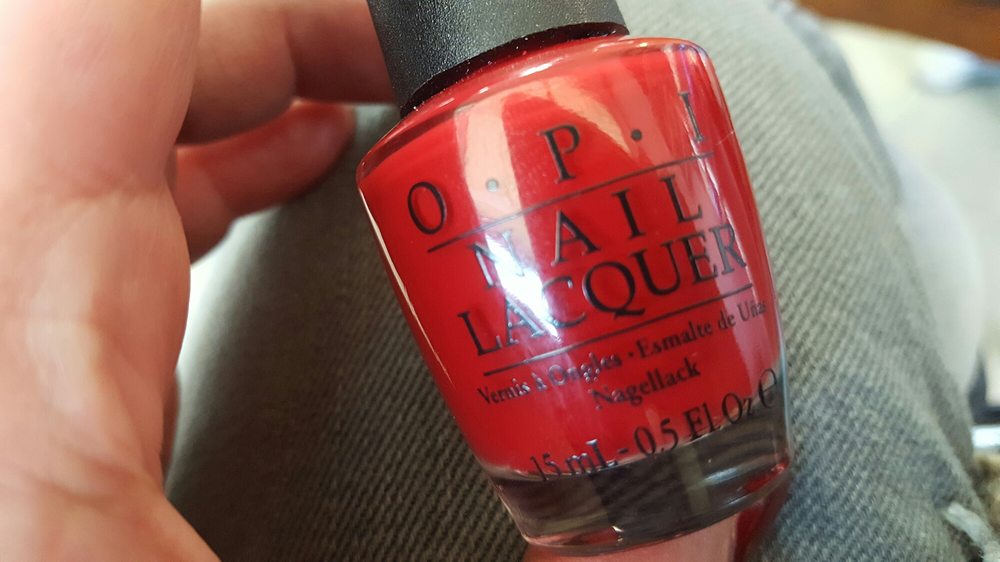 O·P·I
NAIL
LACQUER
Vernis à Ongles · Esmalte de Uñas
Nagellack
15 mL - 0.5 Fl Oz ℮